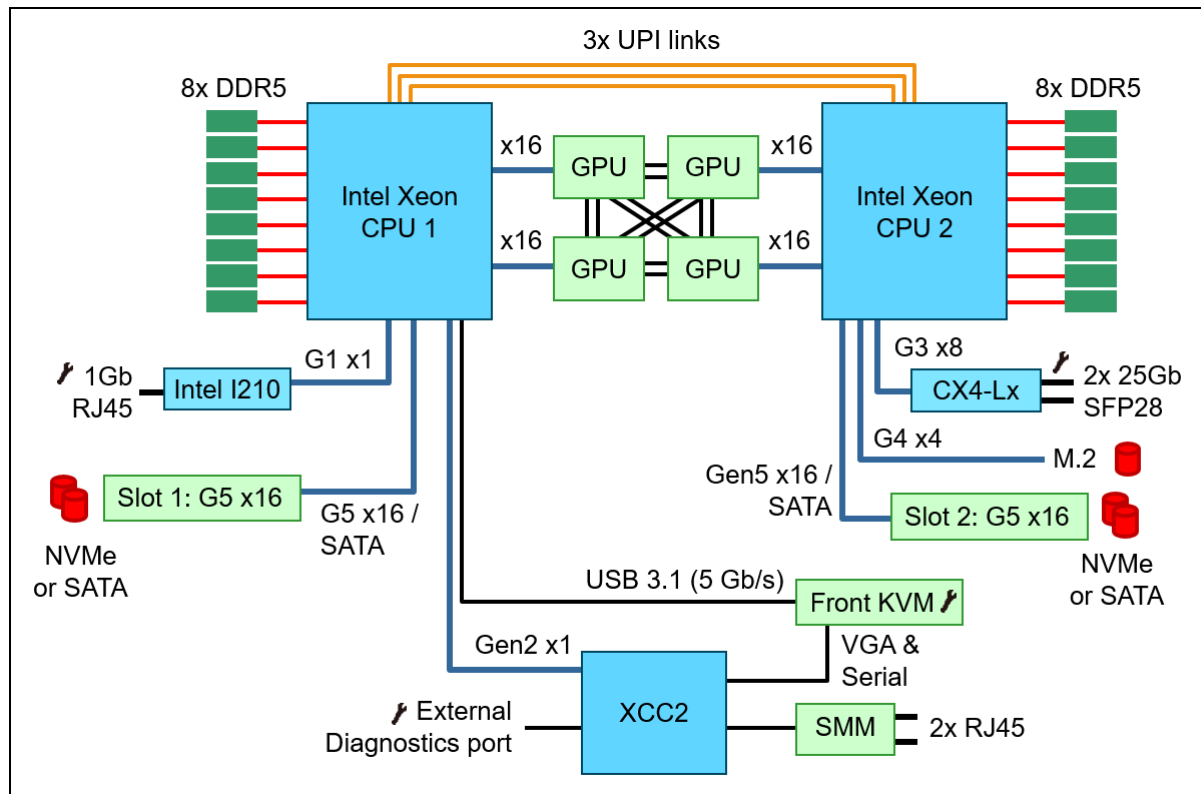 3x UPI links
8x DDR5
8x DDR5
Intel Xeon
CPU 1
x16
GPU
GPU
x16
Intel Xeon
CPU 2
x16
GPU
GPU
x16
G1 x1
1Gb
RJ45
Intel I210
G3 x8
CX4-Lx
2x 25Gb
SFP28
G4 x4
M.2
Slot 1: G5 x16
G5 x16 /
SATA
NVMe
or SATA
Gen5 x16 /
SATA
Slot 2: G5 x16
NVMe
or SATA
USB 3.1 (5 Gb/s)
Front KVM
Gen2 x1
VGA &
Serial
XCC2
External
Diagnostics port
SMM
2x RJ45